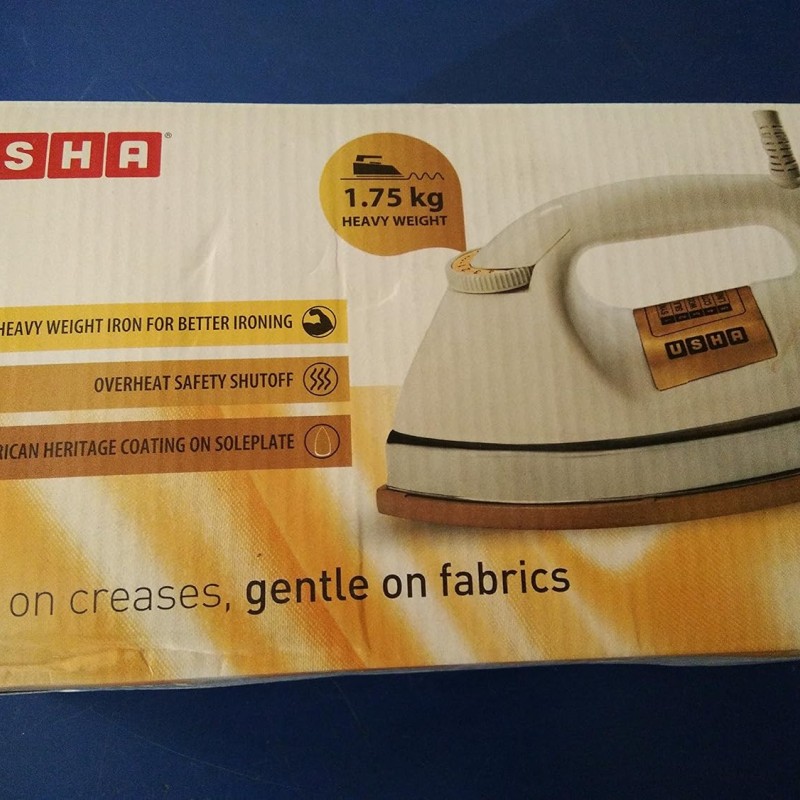 USHA®
1.75 kg
HEAVY WEIGHT
HEAVY WEIGHT IRON FOR BETTER IRONING
OVERHEAT SAFETY SHUTOFF
RICAN HERITAGE COATING ON SOLEPLATE
USHA
on creases, gentle on fabrics